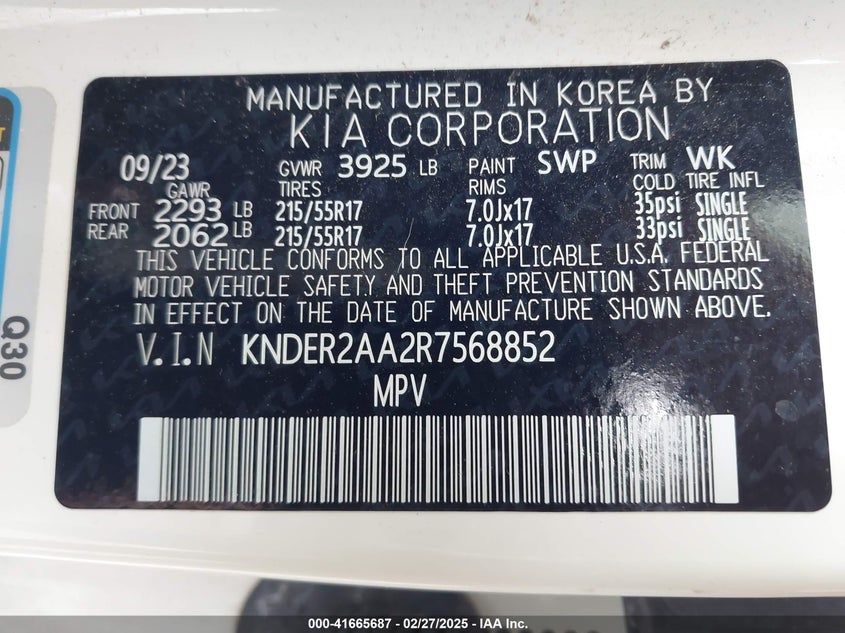 MANUFACTURED IN KOREA BY
KIA CORPORATION
09/23 GVWR 3925 LB PAINT SWP TRIM WK
GAWR TIRES RIMS COLD TIRE INFL
FRONT 2293 LB 215/55R17 7.0Jx17 35psi SINGLE
REAR 2062 LB 215/55R17 7.0Jx17 33psi SINGLE
THIS VEHICLE CONFORMS TO ALL APPLICABLE U.S.A. FEDERAL
MOTOR VEHICLE SAFETY AND THEFT PREVENTION STANDARDS
IN EFFECT ON THE DATE OF MANUFACTURE SHOWN ABOVE.
V.I.N KNDER2AA2R7568852
MPV
Q30
000-41665687 / 02/27/2025 - IAA Inc.